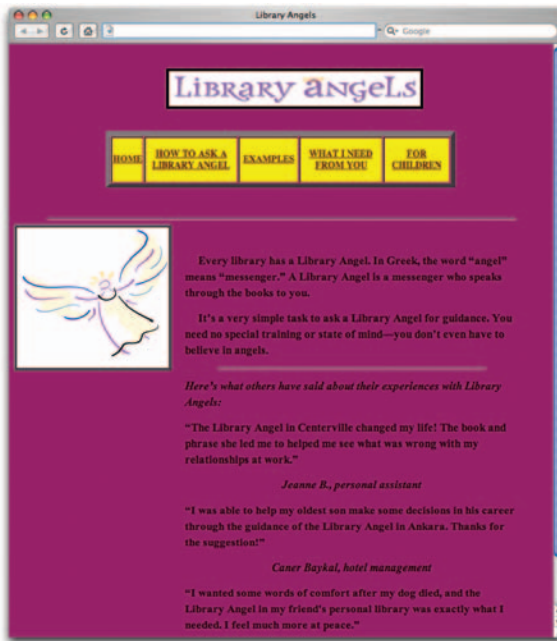 Library Angels
Google
Library Angels
HOME
HOW TO ASK A
LIBRARY ANGEL
EXAMPLES
WHAT I NEED
FROM YOU
FOR
CHILDREN
Every library has a Library Angel. In Greek, the word “angel”
means “messenger.” A Library Angel is a messenger who speaks
through the books to you.
It’s a very simple task to ask a Library Angel for guidance. You
need no special training or state of mind—you don’t even have to
believe in angels.
Here’s what others have said about their experiences with Library
Angels:
“The Library Angel in Centerville changed my life! The book and
phrase she led me to helped me see what was wrong with my
relationships at work.”
Jeanne B., personal assistant
“I was able to help my oldest son make some decisions in his career
through the guidance of the Library Angel in Ankara. Thanks for
the suggestion!”
Caner Baykal, hotel management
“I wanted some words of comfort after my dog died, and the
Library Angel in my friend’s personal library was exactly what I
needed. I feel much more at peace.”